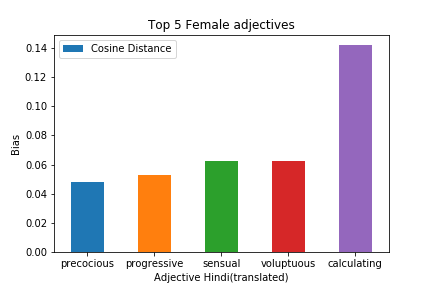 Top 5 Female adjectives
Cosine Distance
0.14
0.12
0.10
0.08
0.06
0.04
0.02
0.00
Bias
precocious progressive sensual voluptuous calculating
Adjective Hindi(translated)